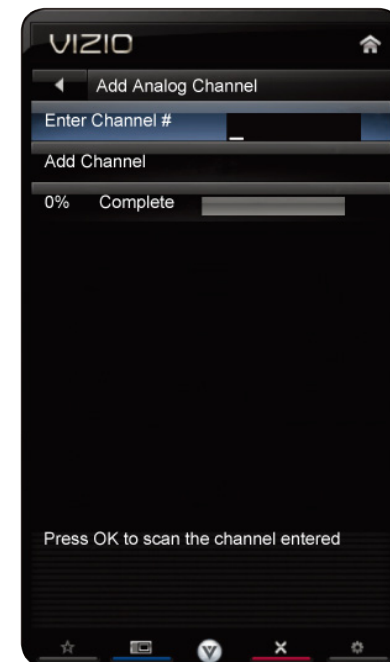 VIZIO
Add Analog Channel
Enter Channel # _
Add Channel
0% Complete
Press OK to scan the channel entered
V